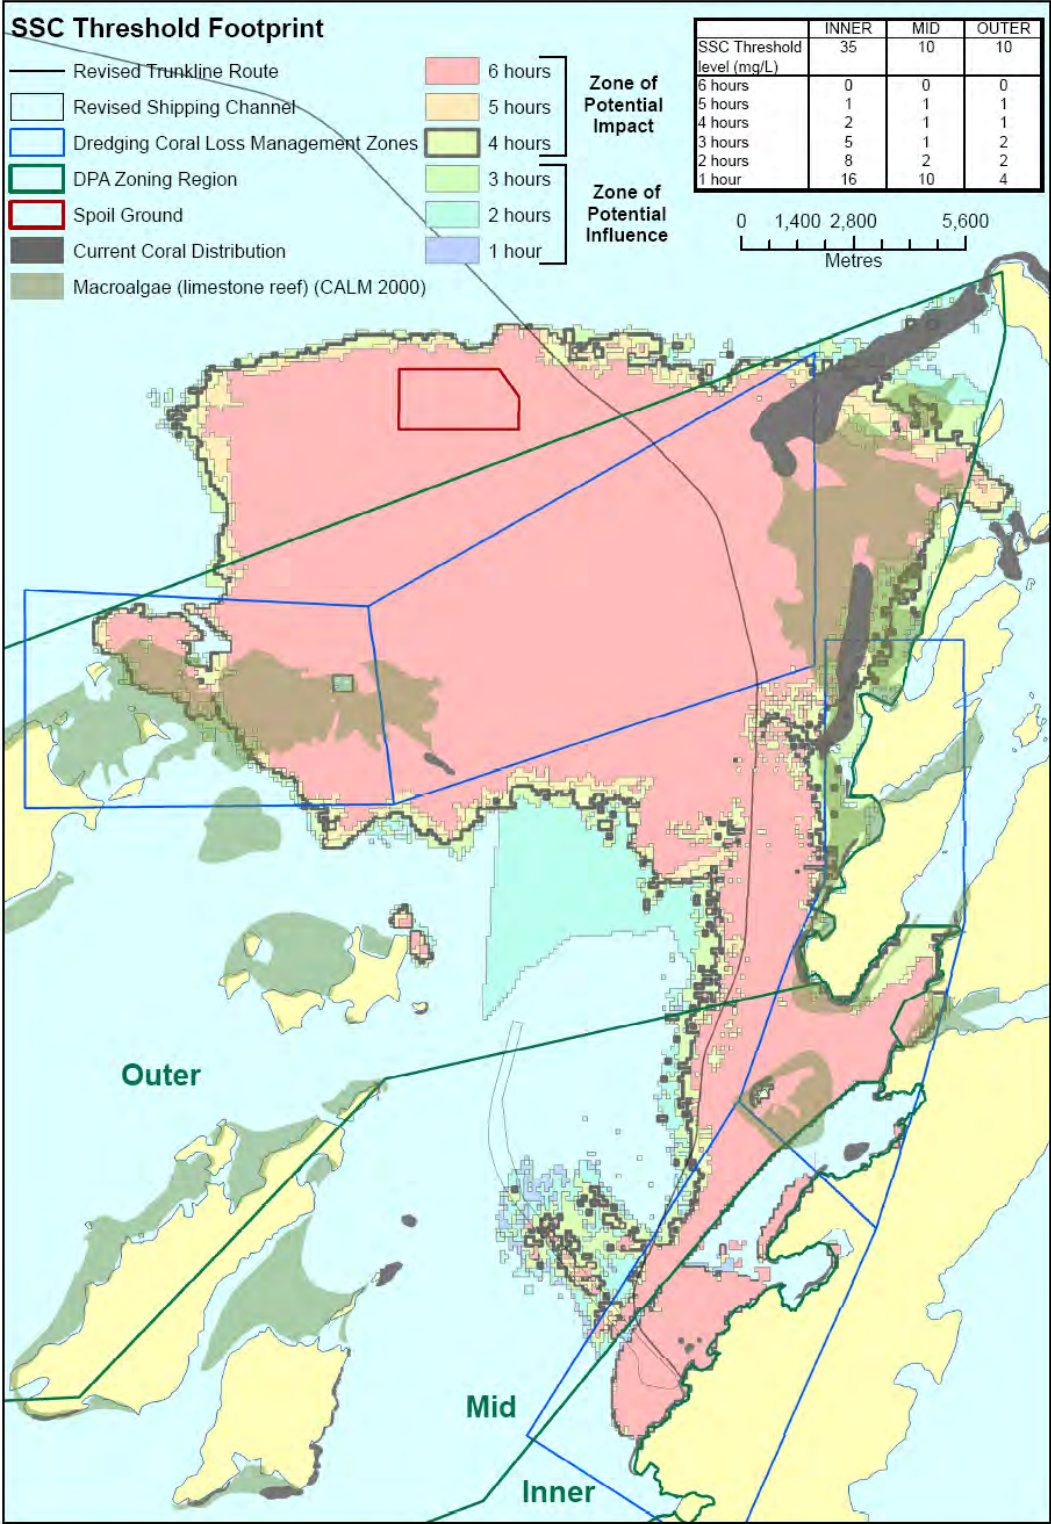 SSC Threshold Footprint
Revised Trunkline Route
Revised Shipping Channel
Dredging Coral Loss Management Zones
DPA Zoning Region
Spoil Ground
Current Coral Distribution
Macroalgae (limestone reef) (CALM 2000)
6 hours
5 hours
4 hours
3 hours
2 hours
1 hour
Zone of
Potential
Impact
Zone of
Potential
Influence
INNER MID OUTER
SSC Threshold 35 10 10
level (mg/L)
6 hours 0 0 0
5 hours 1 1 1
4 hours 2 1 1
3 hours 5 1 2
2 hours 8 2 2
1 hour 16 10 4
0 1,400 2,800 5,600
Metres
Outer
Mid
Inner